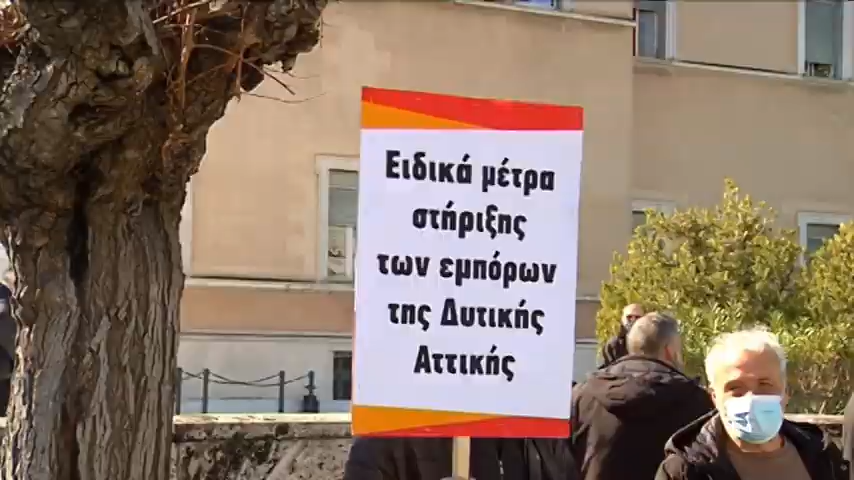 Ειδικά μέτρα
στήριξης
των εμπόρων
της Δυτικής
Αττικής